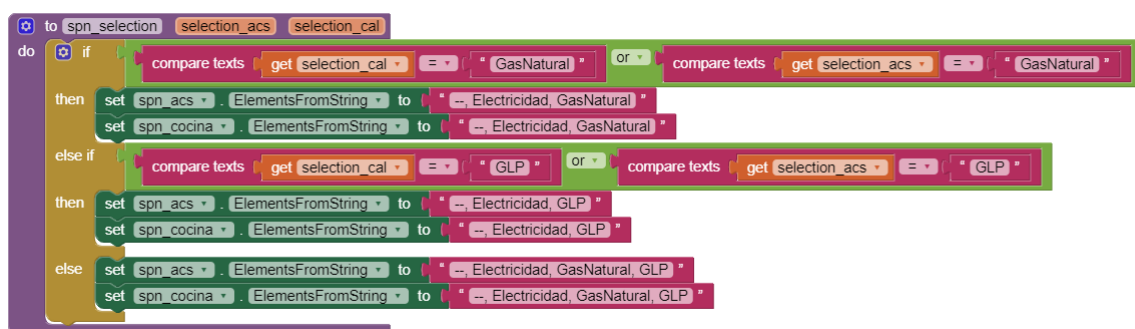 to spn_selection selection_acs selection_cal
do if compare texts get selection_cal = " GasNatural " or compare texts get selection_acs = " GasNatural "
then set spn_acs . ElementsFromString to " --, Electricidad, GasNatural "
set spn_cocina . ElementsFromString to " --, Electricidad, GasNatural "
else if compare texts get selection_cal = " GLP " or compare texts get selection_acs = " GLP "
then set spn_acs . ElementsFromString to " --, Electricidad, GLP "
set spn_cocina . ElementsFromString to " --, Electricidad, GLP "
else set spn_acs . ElementsFromString to " --, Electricidad, GasNatural, GLP "
set spn_cocina . ElementsFromString to " --, Electricidad, GasNatural, GLP "